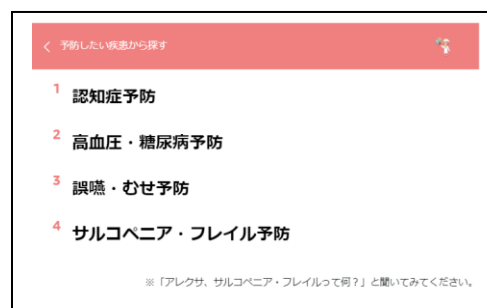 く 予防したい疾患から探す
1 認知症予防
2 高血圧・糖尿病予防
3 誤嚥・むせ予防
4 サルコペニア・フレイル予防
※「アレクサ、サルコペニア・フレイルって何？」と聞いてみてください。